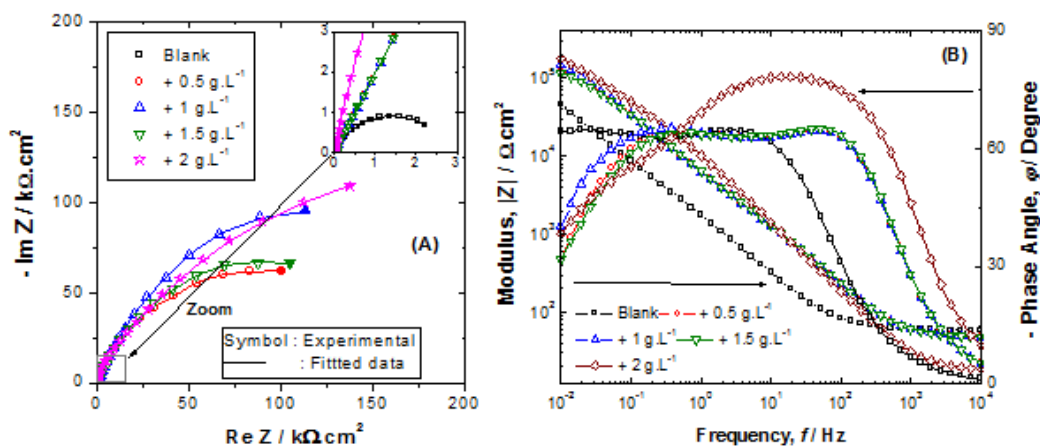 200
150
100
50
0
- Im Z / kΩ.cm²
0 50 100 150 200
Re Z / kΩ.cm²
Blank
+ 0.5 g.L⁻¹
+ 1 g.L⁻¹
+ 1.5 g.L⁻¹
+ 2 g.L⁻¹
3
2
1
0
0 1 2 3
(A)
Zoom
Symbol : Experimental
: Fittted data
10⁵
10⁴
10³
10²
Modulus, |Z| / Ω.cm²
10⁻² 10⁻¹ 10⁰ 10¹ 10² 10³ 10⁴
Frequency, f / Hz
(B)
Blank + 0.5 g.L⁻¹
+ 1 g.L⁻¹ + 1.5 g.L⁻¹
+ 2 g.L⁻¹
90
60
30
0
- Phase Angle, φ/ Degree